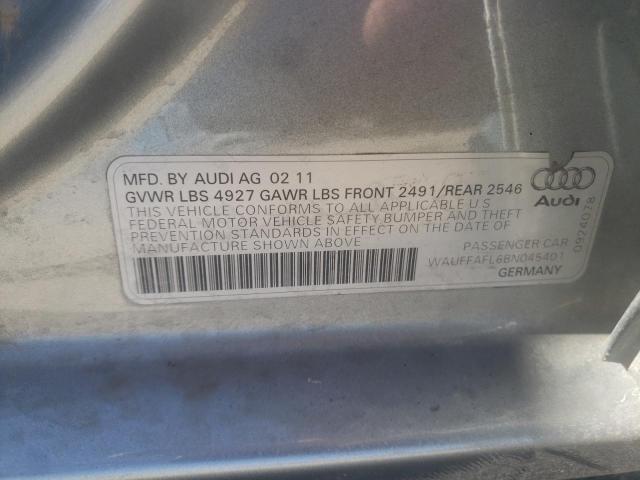 MFD. BY AUDI AG 02 11
GVWR LBS 4927 GAWR LBS FRONT 2491/REAR 2546
THIS VEHICLE CONFORMS TO ALL APPLICABLE U S
FEDERAL MOTOR VEHICLE SAFETY BUMPER AND THEFT
PREVENTION STANDARDS IN EFFECT ON THE DATE OF
MANUFACTURE SHOWN ABOVE
PASSENGER CAR
WAUFFAFL6BN045401
GERMANY
Audi
0924078